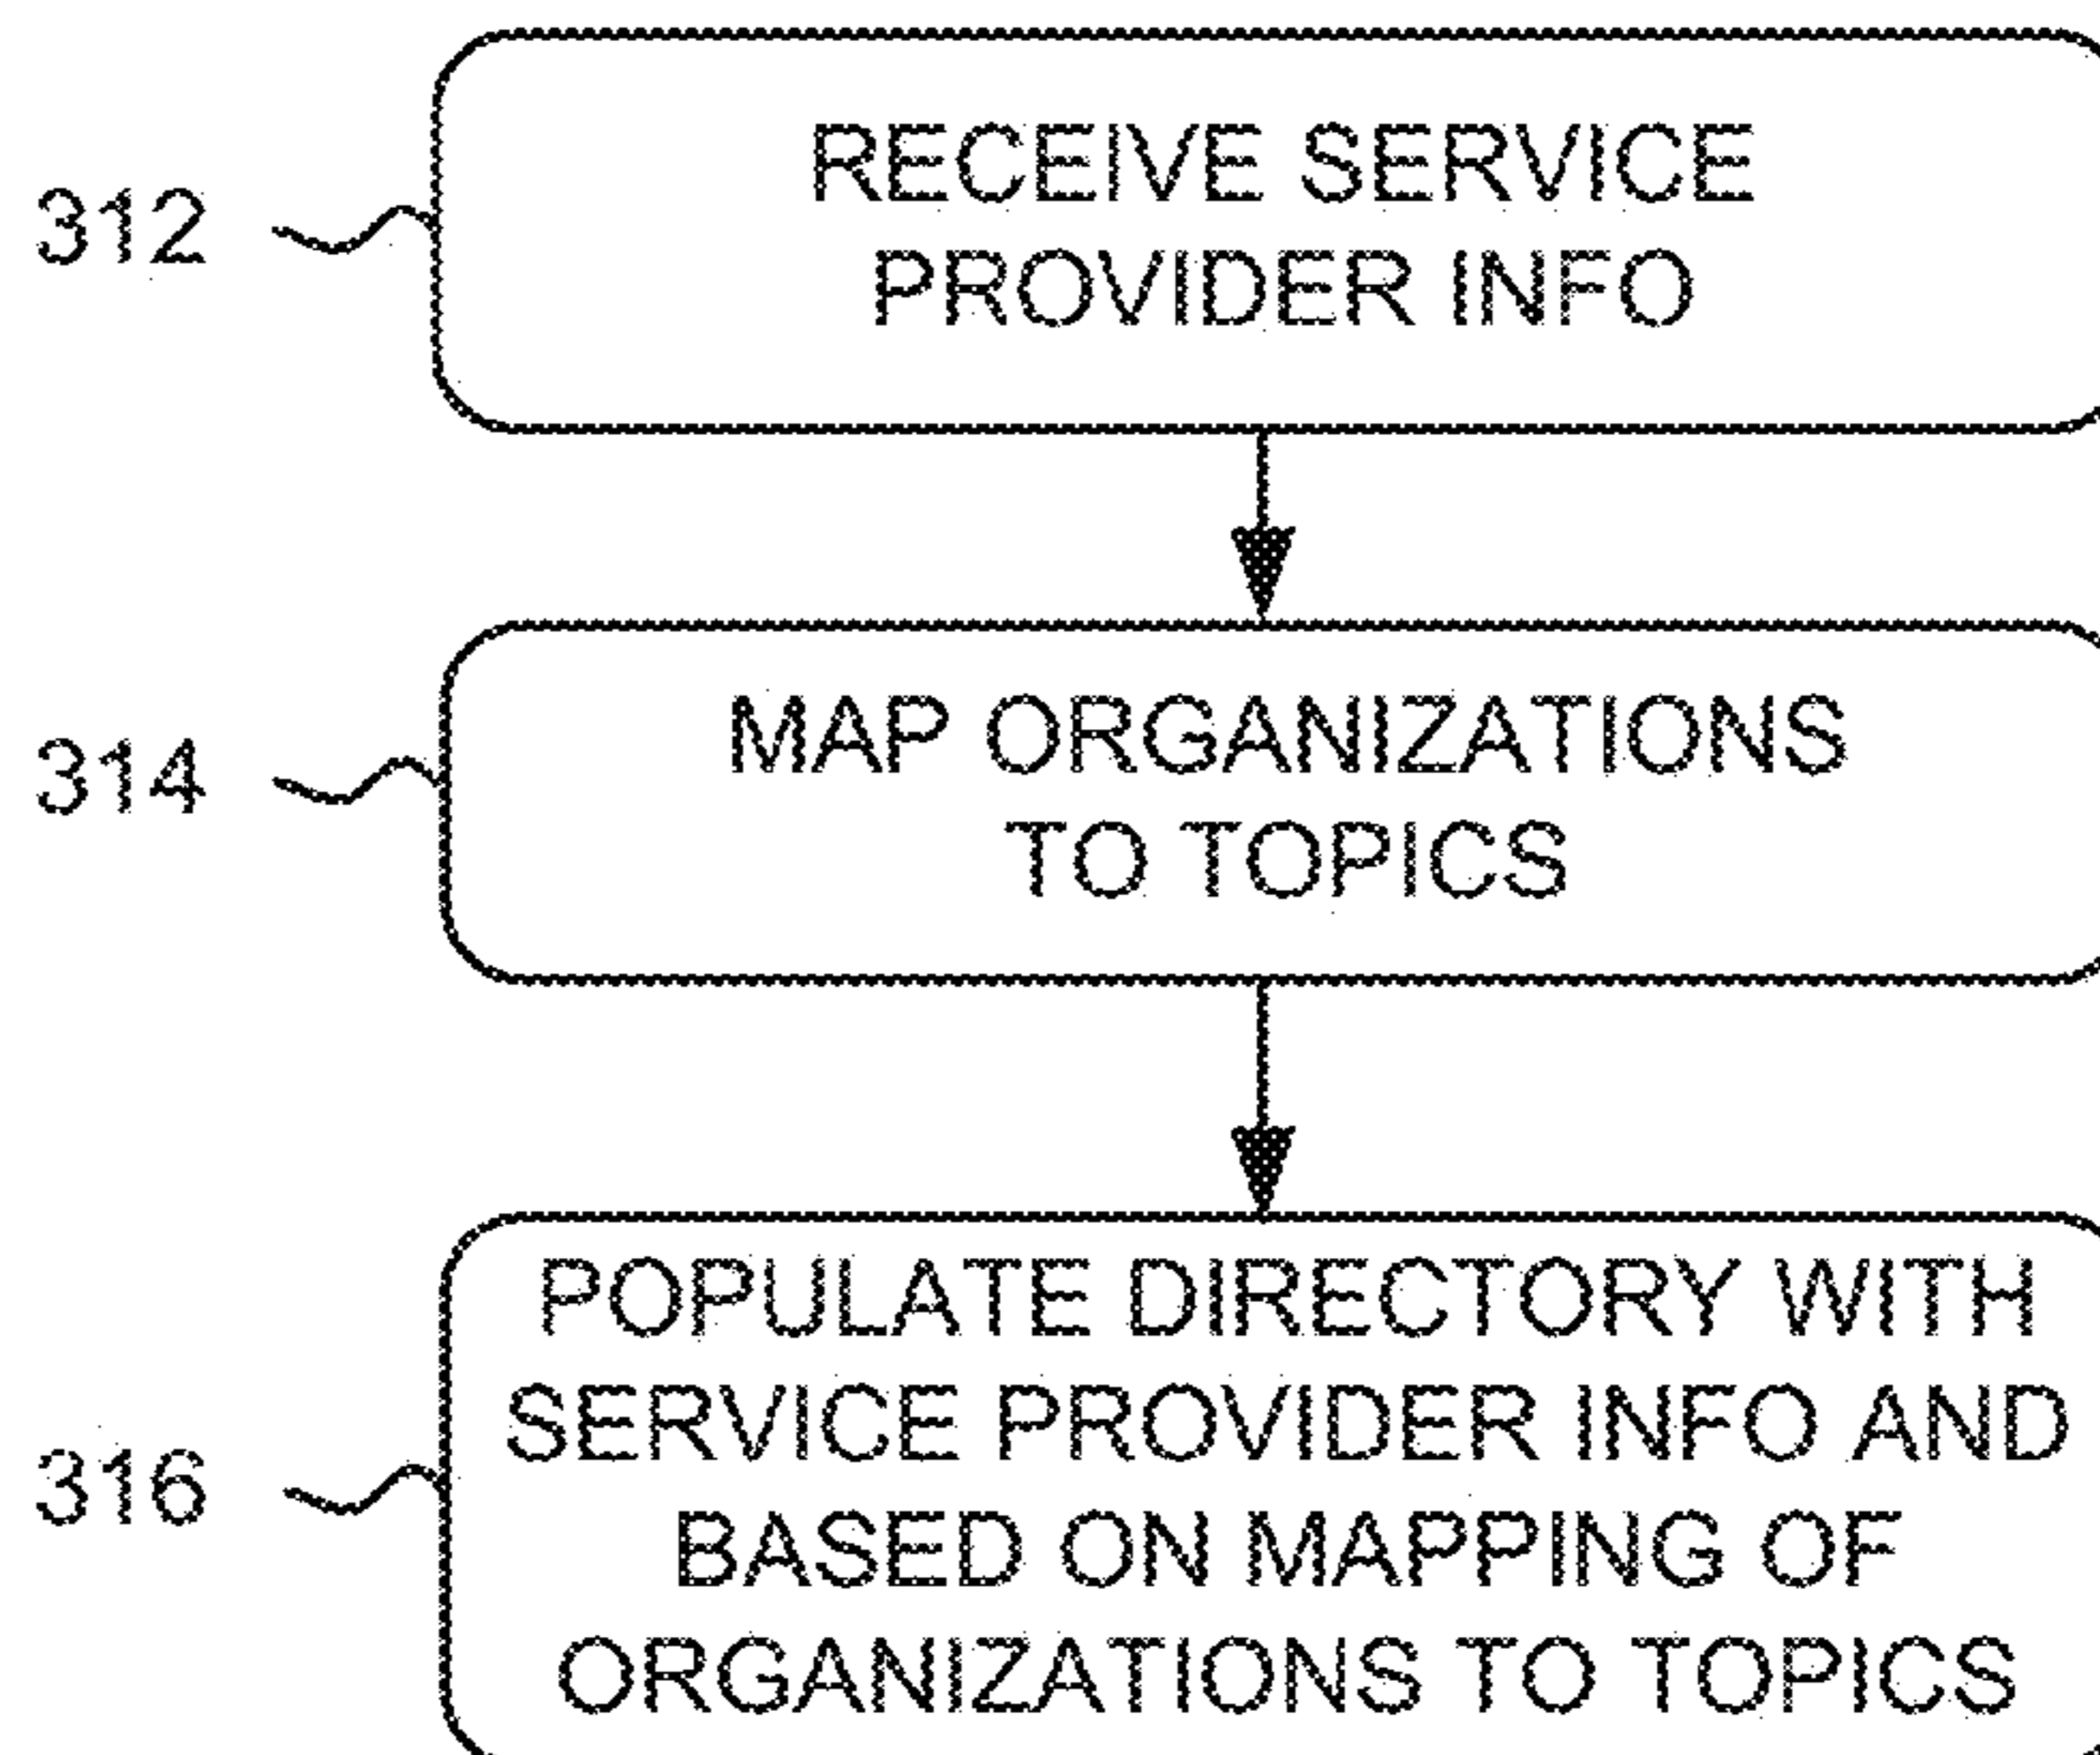 312
RECEIVE SERVICE
PROVIDER INFO
314
MAP ORGANIZATIONS
TO TOPICS
316
POPULATE DIRECTORY WITH
SERVICE PROVIDER INFO AND
BASED ON MAPPING OF
ORGANIZATIONS TO TOPICS